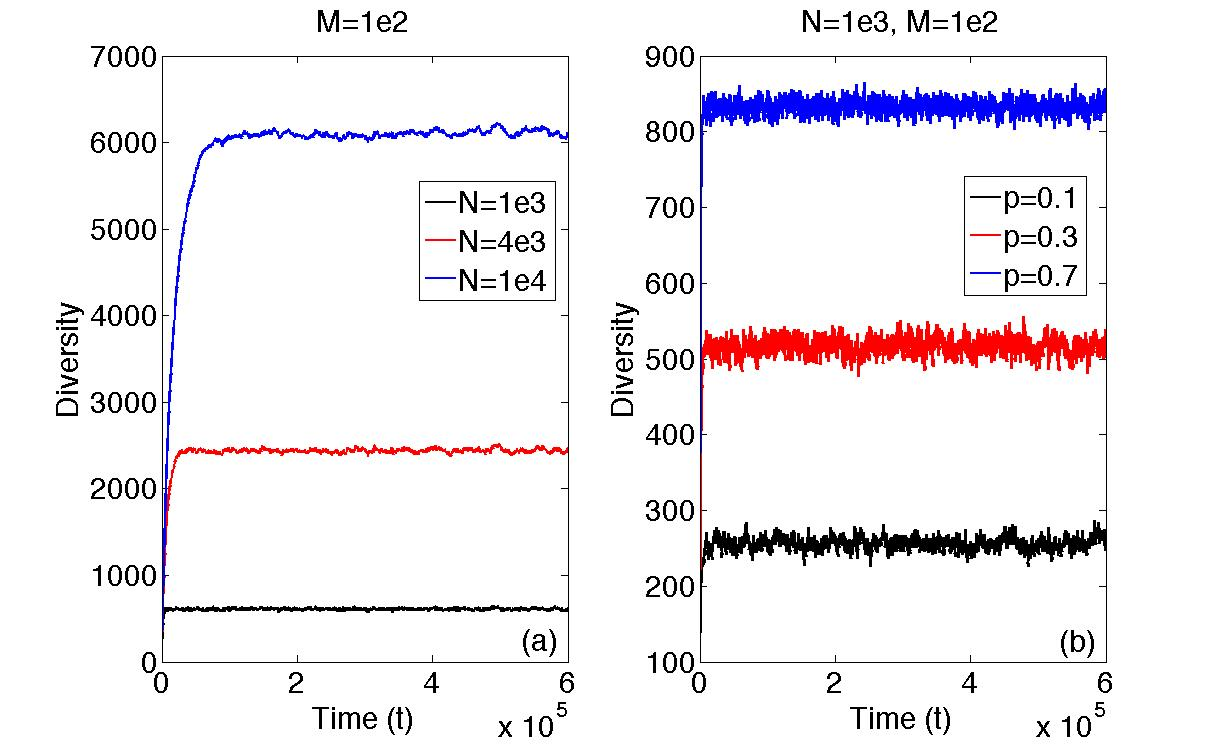 M=1e2
7000
6000
5000
4000
3000
2000
1000
0
Diversity
N=1e3
N=4e3
N=1e4
(a)
0 2 4 6
Time (t)
x 10^5
N=1e3, M=1e2
900
800
700
600
500
400
300
200
100
Diversity
p=0.1
p=0.3
p=0.7
(b)
0 2 4 6
Time (t)
x 10^5